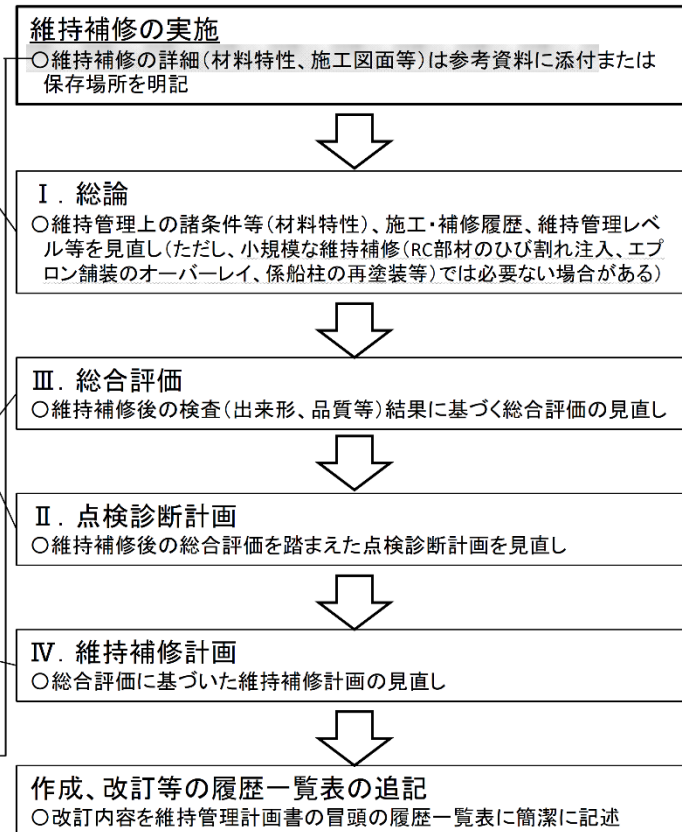 維持補修の実施
○維持補修の詳細(材料特性、施工図面等)は参考資料に添付または
保存場所を明記
Ⅰ．総論
○維持管理上の諸条件等(材料特性)、施工・補修履歴、維持管理レベ
ル等を見直し(ただし、小規模な維持補修(RC部材のひび割れ注入、エプ
ロン舗装のオーバーレイ、係船柱の再塗装等)では必要ない場合がある)
Ⅲ．総合評価
○維持補修後の検査(出来形、品質等)結果に基づく総合評価の見直し
Ⅱ．点検診断計画
○維持補修後の総合評価を踏まえた点検診断計画を見直し
Ⅳ．維持補修計画
○総合評価に基づいた維持補修計画の見直し
作成、改訂等の履歴一覧表の追記
○改訂内容を維持管理計画書の冒頭の履歴一覧表に簡潔に記述